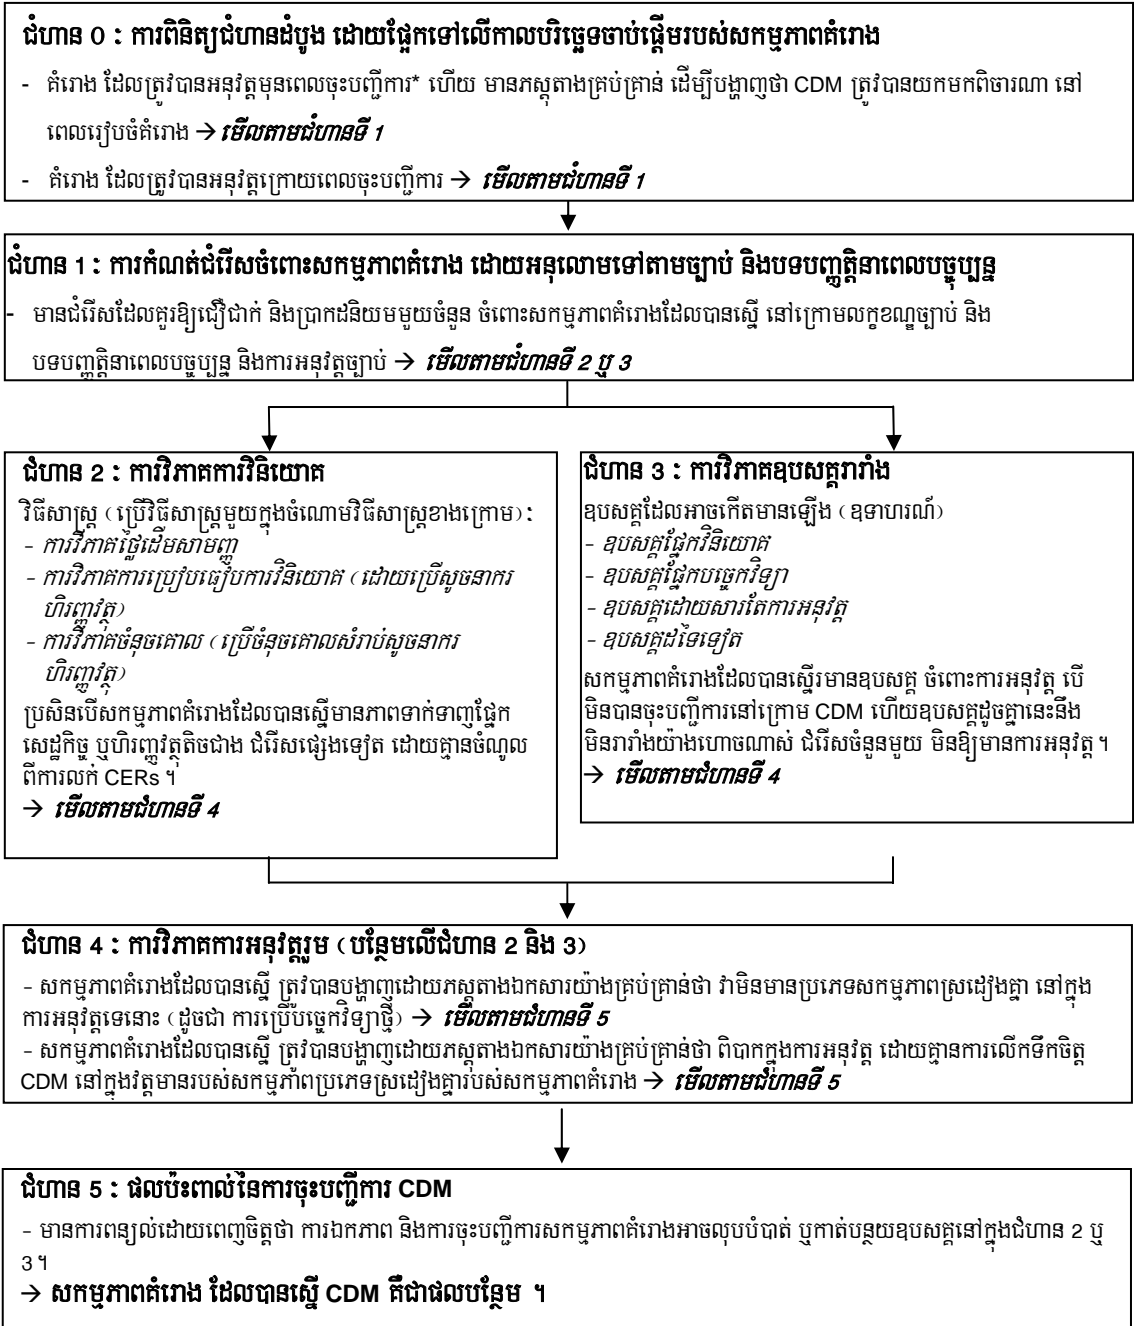 ជំហាន 0 : ការពិនិត្យជំហានដំបូង ដោយផ្អែកទៅលើកាលបរិច្ឆេទចាប់ផ្តើមរបស់សកម្មភាពគំរោង
- គំរោង ដែលត្រូវបានអនុវត្តមុនពេលចុះបញ្ជីការ* ហើយ មានភស្តុតាងគ្រប់គ្រាន់ ដើម្បីបង្ហាញថា CDM ត្រូវបានយកមកពិចារណា នៅ
ពេលរៀបចំគំរោង → មើលតាមជំហានទី 1
- គំរោង ដែលត្រូវបានអនុវត្តក្រោយពេលចុះបញ្ជីការ → មើលតាមជំហានទី 1
ជំហាន 1 : ការកំណត់ជំរើសចំពោះសកម្មភាពគំរោង ដោយអនុលោមទៅតាមច្បាប់ និងបទបញ្ញត្តិនាពេលបច្ចុប្បន្ន
- មានជំរើសដែលគួរឱ្យជឿជាក់ និងប្រាកដនិយមមួយចំនួន ចំពោះសកម្មភាពគំរោងដែលបានស្នើ នៅក្រោមលក្ខខណ្ឌច្បាប់ និង
បទបញ្ញត្តិនាពេលបច្ចុប្បន្ន និងការអនុវត្តច្បាប់ → មើលតាមជំហានទី 2 ឬ 3
ជំហាន 2 : ការវិភាគការវិនិយោគ
វិធីសាស្ត្រ (ប្រើវិធីសាស្ត្រមួយក្នុងចំណោមវិធីសាស្ត្រខាងក្រោម):
- ការវិភាគថ្លៃដើមសាមញ្ញ
- ការវិភាគការប្រៀបធៀបការវិនិយោគ (ដោយប្រើសូចនាករ
ហិរញ្ញវត្ថុ)
- ការវិភាគចំនុចគោល (ប្រើចំនុចគោលសំរាប់សូចនាករ
ហិរញ្ញវត្ថុ)
ប្រសិនបើសកម្មភាពគំរោងដែលបានស្នើមានភាពទាក់ទាញផ្នែក
សេដ្ឋកិច្ច ឬហិរញ្ញវត្ថុតិចជាង ជំរើសផ្សេងទៀត ដោយគ្មានចំណូល
ពីការលក់ CERs ។
→ មើលតាមជំហានទី 4
ជំហាន 3 : ការវិភាគឧបសគ្គរារាំង
ឧបសគ្គដែលអាចកើតមានឡើង (ឧទាហរណ៍)
- ឧបសគ្គផ្នែកវិនិយោគ
- ឧបសគ្គផ្នែកបច្ចេកវិទ្យា
- ឧបសគ្គដោយសារតែការអនុវត្ត
- ឧបសគ្គដទៃទៀត
សកម្មភាពគំរោងដែលបានស្នើរមានឧបសគ្គ ចំពោះការអនុវត្ត បើ
មិនបានចុះបញ្ជីការនៅក្រោម CDM ហើយឧបសគ្គដូចគ្នានេះនឹង
មិនរារាំងយ៉ាងហោចណាស់ ជំរើសចំនួនមួយ មិនឱ្យមានការអនុវត្ត។
→ មើលតាមជំហានទី 4
ជំហាន 4 : ការវិភាគការអនុវត្តរួម (បន្ថែមលើជំហាន 2 និង 3)
- សកម្មភាពគំរោងដែលបានស្នើ ត្រូវបានបង្ហាញដោយភស្តុតាងឯកសារយ៉ាងគ្រប់គ្រាន់ថា វាមិនមានប្រភេទសកម្មភាពស្រដៀងគ្នា នៅក្នុង
ការអនុវត្តទេនោះ (ដូចជា ការប្រើបច្ចេកវិទ្យាថ្មី) → មើលតាមជំហានទី 5
- សកម្មភាពគំរោងដែលបានស្នើ ត្រូវបានបង្ហាញដោយភស្តុតាងឯកសារយ៉ាងគ្រប់គ្រាន់ថា ពិបាកក្នុងការអនុវត្ត ដោយគ្មានការលើកទឹកចិត្ត
CDM នៅក្នុងវត្តមានរបស់សកម្មភាពប្រភេទស្រដៀងគ្នារបស់សកម្មភាពគំរោង → មើលតាមជំហានទី 5
ជំហាន 5 : ផលប៉ះពាល់នៃការចុះបញ្ជីការ CDM
- មានការពន្យល់ដោយពេញចិត្តថា ការឯកភាព និងការចុះបញ្ជីការសកម្មភាពគំរោងអាចលុបបំបាត់ ឬកាត់បន្ថយឧបសគ្គនៅក្នុងជំហាន 2 ឬ
3។
→ សកម្មភាពគំរោង ដែលបានស្នើ CDM គឺជាផលបន្ថែម ។